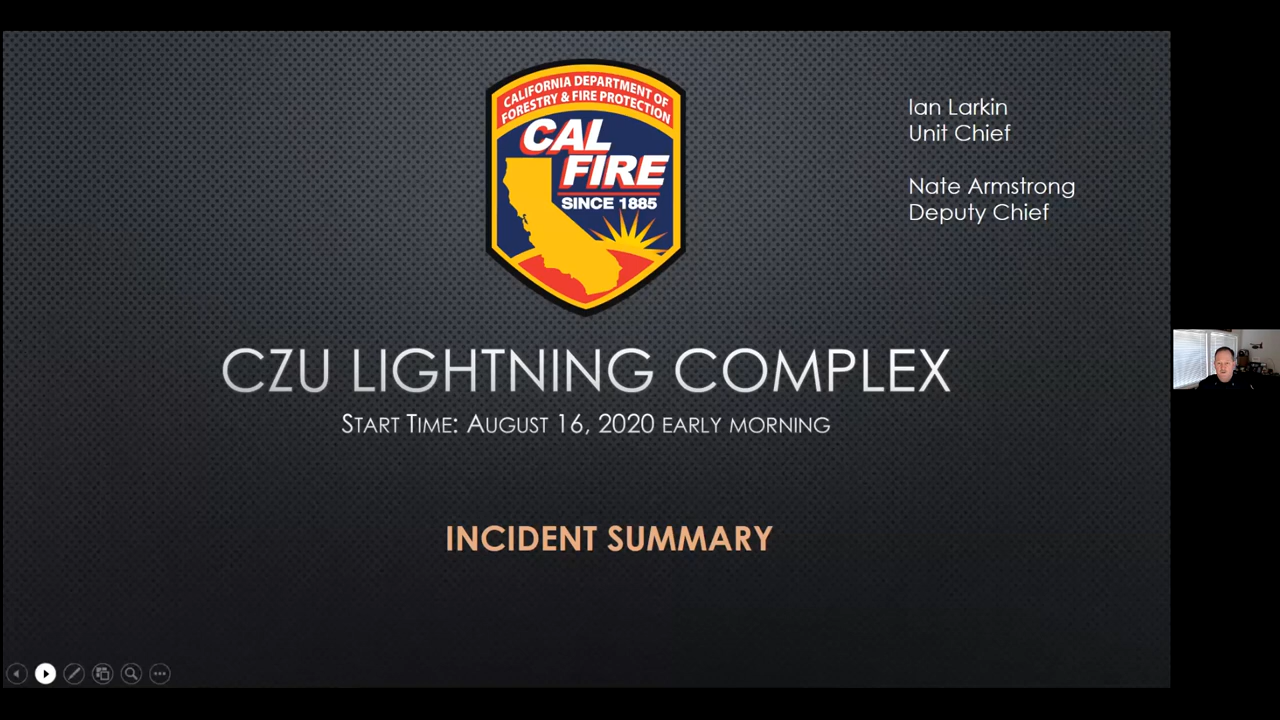 CALIFORNIA DEPARTMENT OF
FORESTRY & FIRE PROTECTION
CAL
FIRE
SINCE 1885
Ian Larkin
Unit Chief
Nate Armstrong
Deputy Chief
CZU LIGHTNING COMPLEX
START TIME: AUGUST 16, 2020 EARLY MORNING
INCIDENT SUMMARY